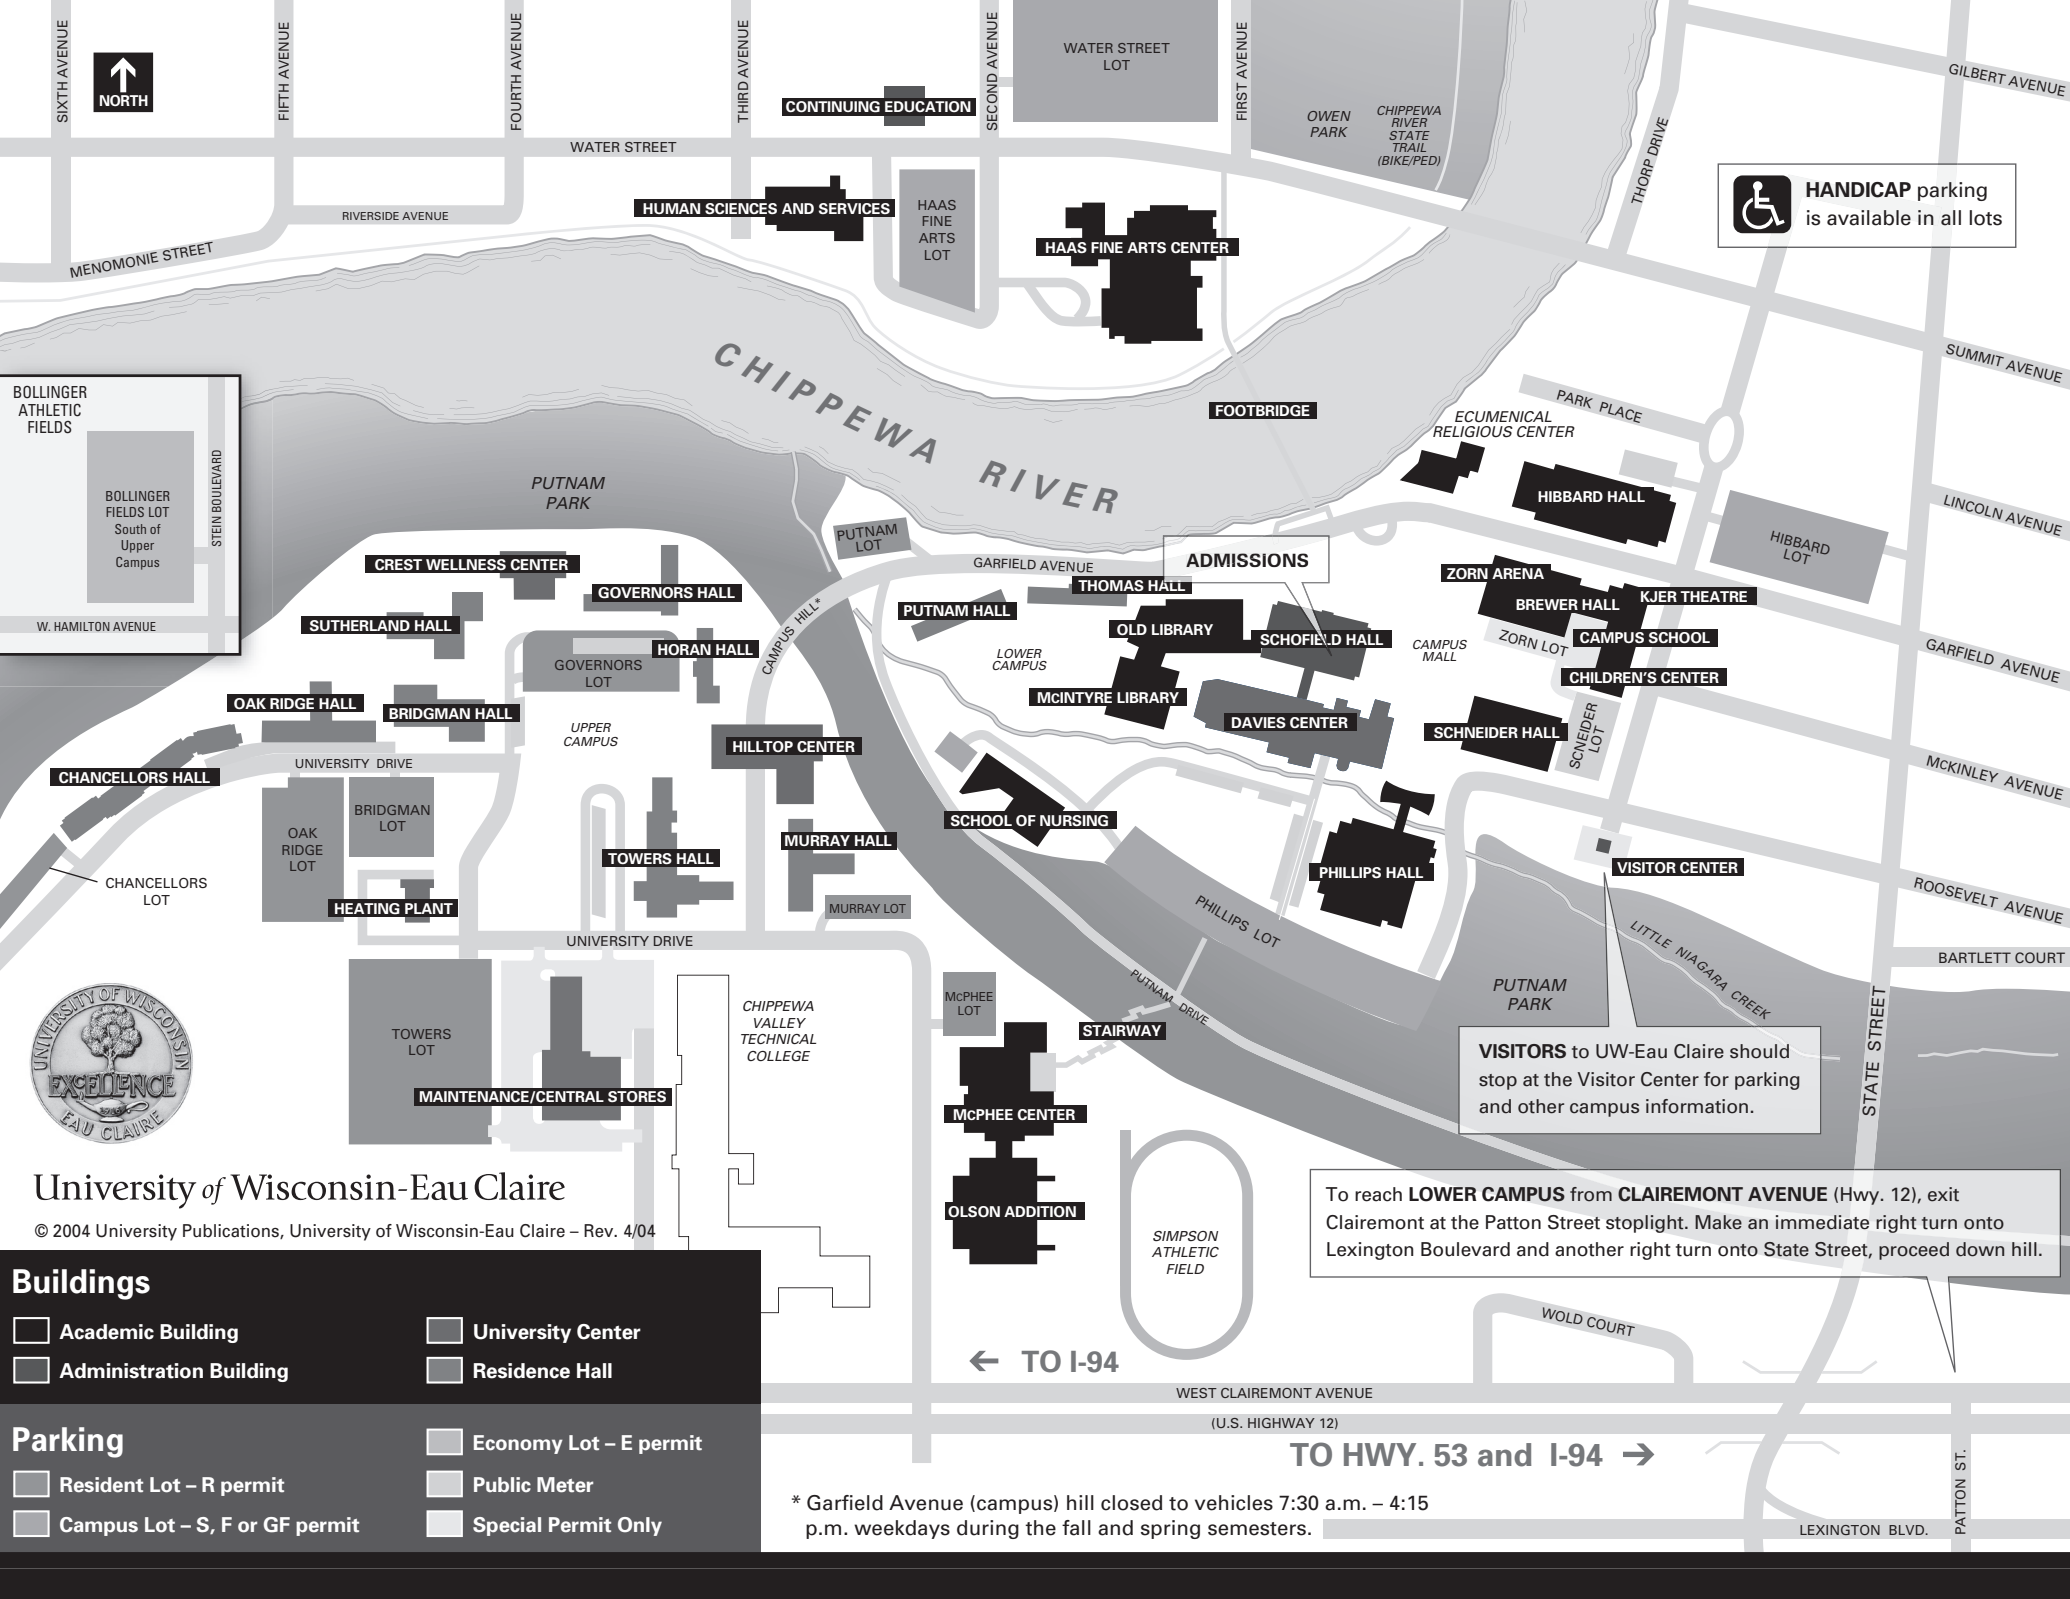 SIXTH AVENUE
NORTH
FIFTH AVENUE
FOURTH AVENUE
THIRD AVENUE
CONTINUING EDUCATION
SECOND AVENUE
WATER STREET
LOT
FIRST AVENUE
OWEN
PARK
CHIPPEWA
RIVER
STATE
TRAIL
(BIKE/PED)
THORP DRIVE
GILBERT AVENUE
WATER STREET
HANDICAP parking
is available in all lots
RIVERSIDE AVENUE
MENOMONIE STREET
HUMAN SCIENCES AND SERVICES
HAAS
FINE
ARTS
LOT
HAAS FINE ARTS CENTER
SUMMIT AVENUE
CHIPPEWA RIVER
FOOTBRIDGE
PARK PLACE
ECUMENICAL
RELIGIOUS CENTER
HIBBARD HALL
LINCOLN AVENUE
HIBBARD
LOT
BOLLINGER
ATHLETIC
FIELDS
BOLLINGER
FIELDS LOT
South of
Upper
Campus
STEIN BOULEVARD
W. HAMILTON AVENUE
PUTNAM
PARK
PUTNAM
LOT
GARFIELD AVENUE
ADMISSIONS
THOMAS HALL
ZORN ARENA
BREWER HALL
KJER THEATRE
CREST WELLNESS CENTER
GOVERNORS HALL
SUTHERLAND HALL
HORAN HALL
GOVERNORS
LOT
CAMPUS HILL*
PUTNAM HALL
OLD LIBRARY
SCHOFIELD HALL
LOWER
CAMPUS
CAMPUS
MALL
ZORN LOT
CAMPUS SCHOOL
CHILDREN'S CENTER
GARFIELD AVENUE
McINTYRE LIBRARY
DAVIES CENTER
SCHNEIDER HALL
SCNEIDER
LOT
OAK RIDGE HALL
BRIDGMAN HALL
UPPER
CAMPUS
HILLTOP CENTER
CHANCELLORS HALL
UNIVERSITY DRIVE
McKINLEY AVENUE
OAK
RIDGE
LOT
BRIDGMAN
LOT
TOWERS HALL
MURRAY HALL
SCHOOL OF NURSING
PHILLIPS HALL
VISITOR CENTER
CHANCELLORS
LOT
HEATING PLANT
MURRAY LOT
PHILLIPS LOT
ROOSEVELT AVENUE
UNIVERSITY DRIVE
BARTLETT COURT
LITTLE NIAGARA CREEK
PUTNAM DRIVE
PUTNAM
PARK
McPHEE
LOT
STAIRWAY
TOWERS
LOT
CHIPPEWA
VALLEY
TECHNICAL
COLLEGE
VISITORS to UW-Eau Claire should
stop at the Visitor Center for parking
and other campus information.
STATE STREET
MAINTENANCE/CENTRAL STORES
McPHEE CENTER
UNIVERSITY OF WISCONSIN
EXCELLENCE
EAU CLAIRE
University of Wisconsin-Eau Claire
© 2004 University Publications, University of Wisconsin-Eau Claire – Rev. 4/04
OLSON ADDITION
SIMPSON
ATHLETIC
FIELD
To reach LOWER CAMPUS from CLAIREMONT AVENUE (Hwy. 12), exit
Clairemont at the Patton Street stoplight. Make an immediate right turn onto
Lexington Boulevard and another right turn onto State Street, proceed down hill.
Buildings
Academic Building
University Center
Administration Building
Residence Hall
Parking
Economy Lot – E permit
Resident Lot – R permit
Public Meter
Campus Lot – S, F or GF permit
Special Permit Only
WOLD COURT
← TO I-94
WEST CLAIREMONT AVENUE
(U.S. HIGHWAY 12)
TO HWY. 53 and I-94 →
* Garfield Avenue (campus) hill closed to vehicles 7:30 a.m. – 4:15
p.m. weekdays during the fall and spring semesters.
LEXINGTON BLVD.
PATTON ST.